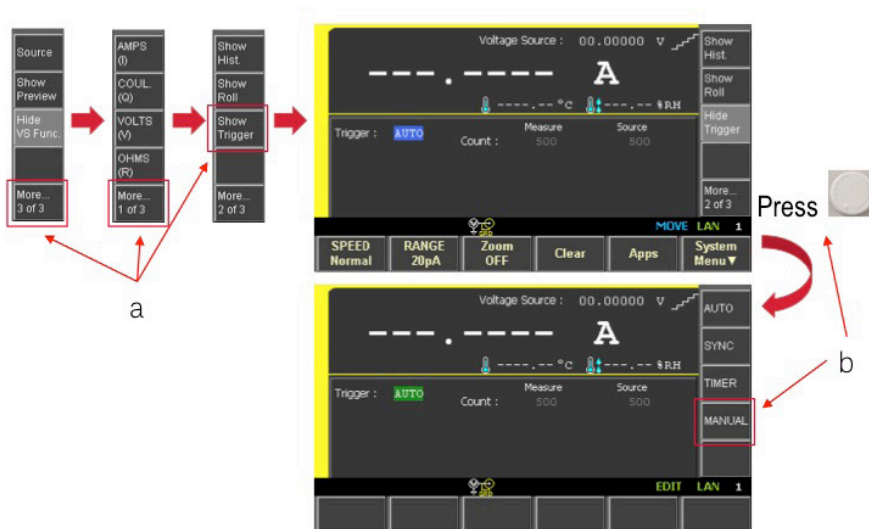 Source
Show
Preview
Hide
VS Func.
More...
3 of 3
AMPS
(I)
COUL.
(Q)
VOLTS
(V)
OHMS
(R)
More...
1 of 3
Show
Hist.
Show
Roll
Show
Trigger
More...
2 of 3
a
Voltage Source : 00.00000 V
---.---- A
----.-- °C ---.-- %RH
Trigger : AUTO
Measure Source
Count : 500 500
Show
Hist.
Show
Roll
Hide
Trigger
More...
2 of 3
GRD
MOVE LAN 1
SPEED
Normal
RANGE
20pA
Zoom
OFF
Clear
Apps
System
Menu▼
Press
Voltage Source : 00.00000 V
---.---- A
----.-- °C ---.-- %RH
Trigger : AUTO
Measure Source
Count : 500 500
AUTO
SYNC
TIMER
MANUAL
GRD
EDIT LAN 1
b